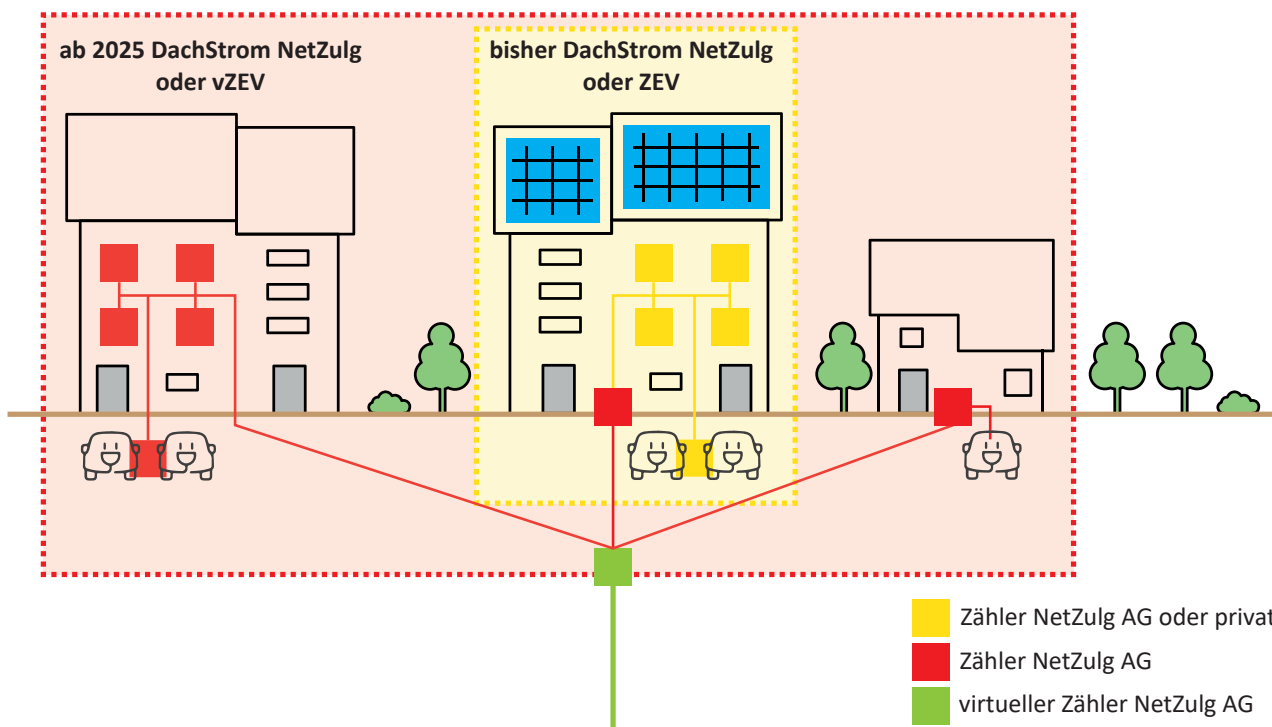 ab 2025 DachStrom NetZulg
oder vZEV
bisher DachStrom NetZulg
oder ZEV
Zähler NetZulg AG oder privat
Zähler NetZulg AG
virtueller Zähler NetZulg AG